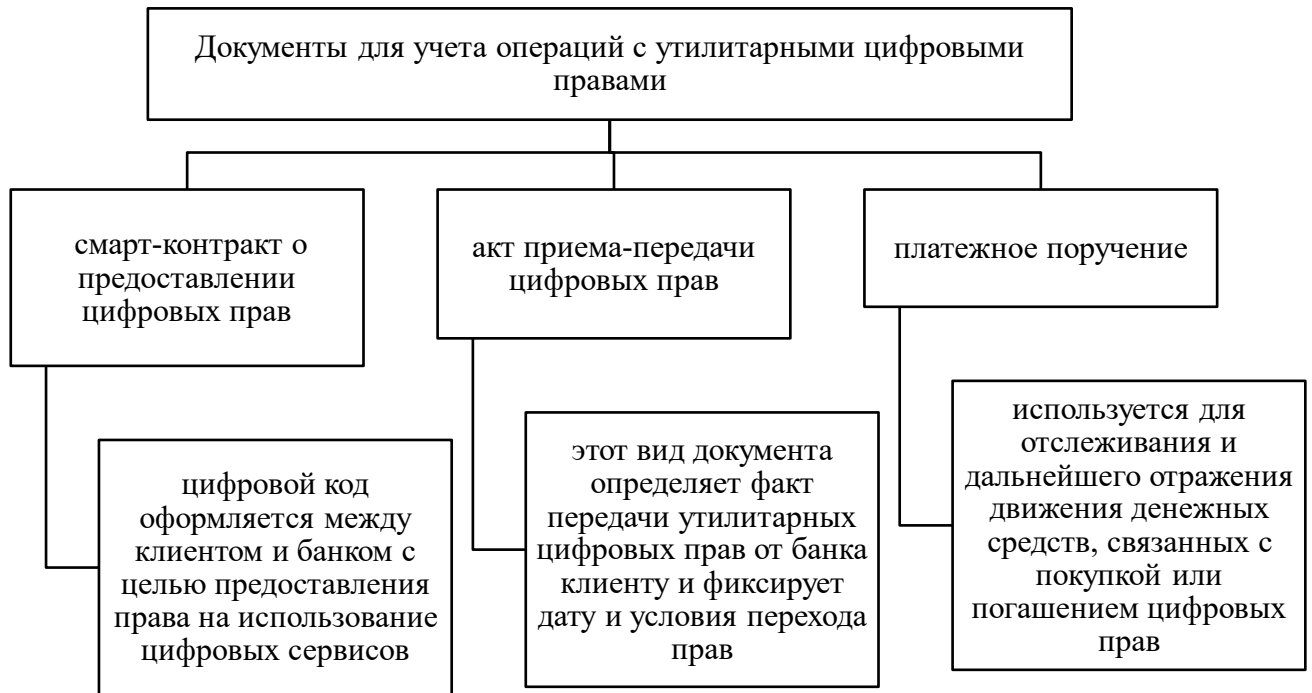 Документы для учета операций с утилитарными цифровыми
правами
смарт-контракт о
предоставлении
цифровых прав
акт приема-передачи
цифровых прав
платежное поручение
цифровой код
оформляется между
клиентом и банком с
целью предоставления
права на использование
цифровых сервисов
этот вид документа
определяет факт
передачи утилитарных
цифровых прав от банка
клиенту и фиксирует
дату и условия перехода
прав
используется для
отслеживания и
дальнейшего отражения
движения денежных
средств, связанных с
покупкой или
погашением цифровых
прав